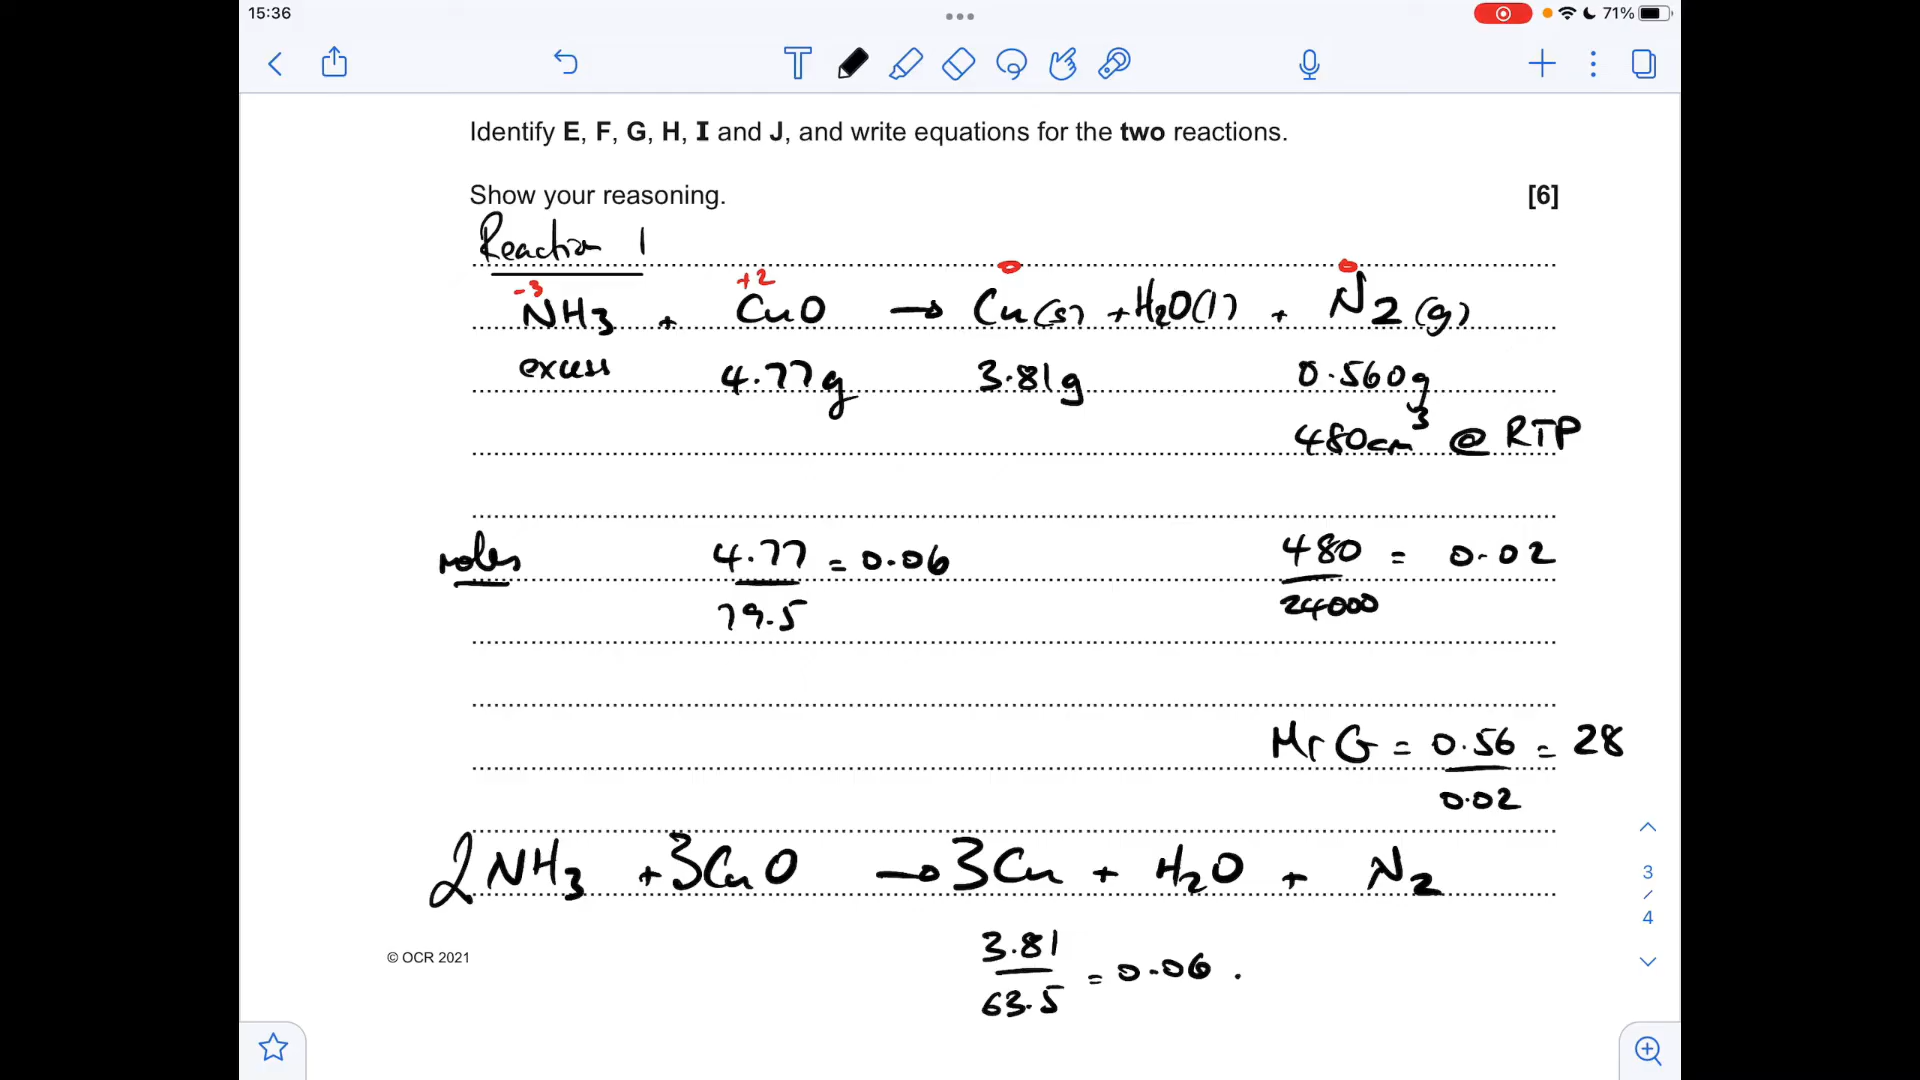 15:36
71%
Identify E, F, G, H, I and J, and write equations for the two reactions.
Show your reasoning. [6]
Reaction 1
-3 +2 0 0
NH3 + CuO → Cu(s) + H2O(l) + N2(g)
excess 4.77g 3.81g 0.560g
480cm³ @ RTP
moles 4.77/79.5 = 0.06 480/24000 = 0.02
Mr G = 0.56/0.02 = 28
2NH3 + 3CuO → 3Cu + H2O + N2
3.81/63.5 = 0.06 .
© OCR 2021
3
/
4